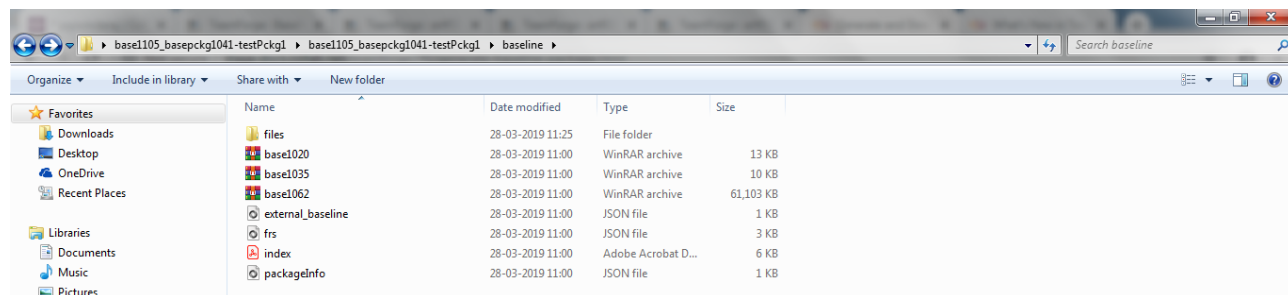 base1105_basepckg1041-testPckg1 base1105_basepckg1041-testPckg1 baseline Search baseline
Organize Include in library Share with New folder
Favorites
Downloads
Desktop
OneDrive
Recent Places
Libraries
Documents
Music
Pictures
Name Date modified Type Size
files 28-03-2019 11:25 File folder
base1020 28-03-2019 11:00 WinRAR archive 13 KB
base1035 28-03-2019 11:00 WinRAR archive 10 KB
base1062 28-03-2019 11:00 WinRAR archive 61,103 KB
external_baseline 28-03-2019 11:00 JSON file 1 KB
frs 28-03-2019 11:00 JSON file 3 KB
index 28-03-2019 11:00 Adobe Acrobat D... 6 KB
packageInfo 28-03-2019 11:00 JSON file 1 KB